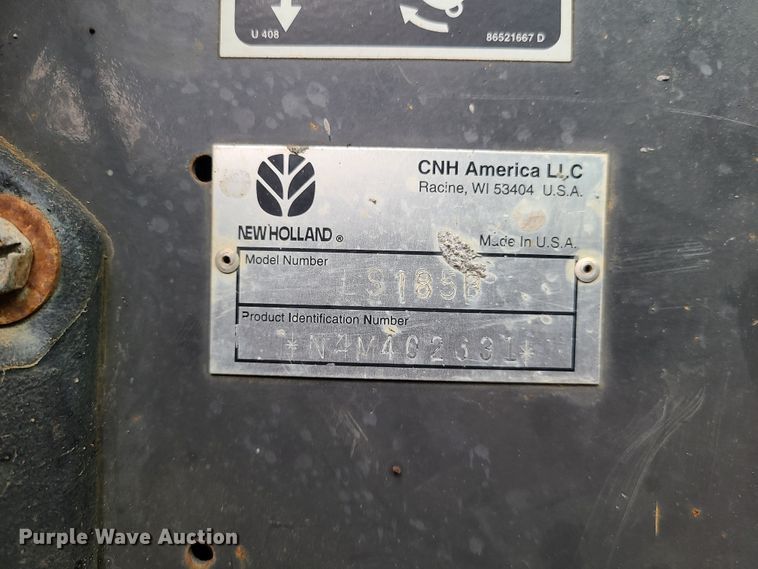 U 408
86521667 D
CNH America LLC
Racine, WI 53404 U.S.A.
NEW HOLLAND ®
Made In U.S.A.
Model Number
LS185B
Product Identification Number
Purple Wave Auction®